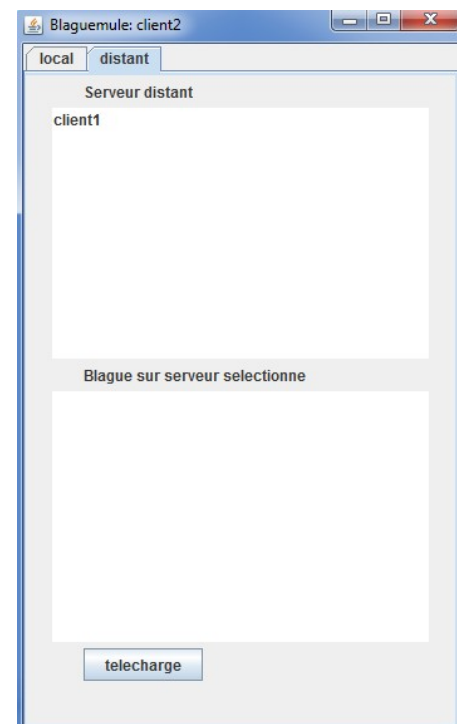 Blaguemule: client2
local distant
Serveur distant
client1
Blague sur serveur selectionne
telecharge